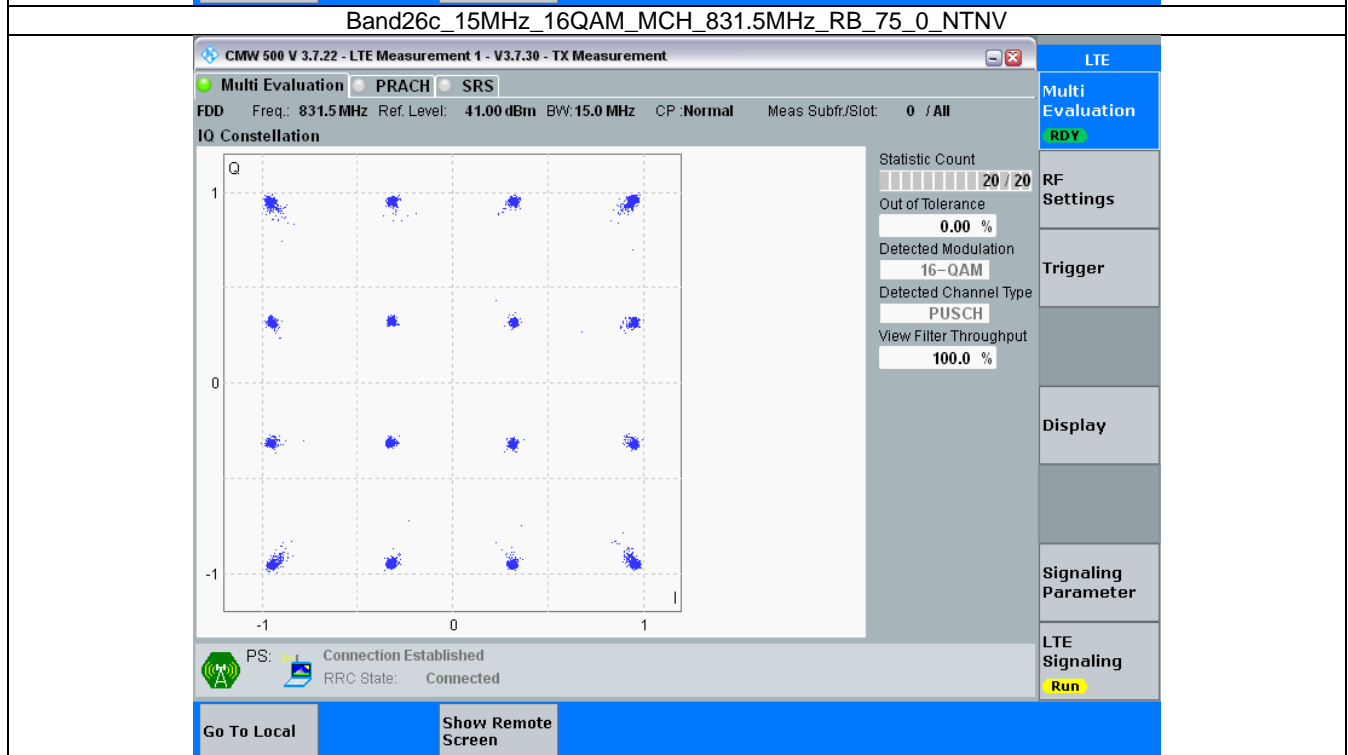 Band26c_15MHz_16QAM_MCH_831.5MHz_RB_75_0_NTNV
CMW 500 V 3.7.22 - LTE Measurement 1 - V3.7.30 - TX Measurement
LTE
Multi Evaluation PRACH SRS
Multi
Evaluation
RDY
FDD Freq.: 831.5 MHz Ref. Level: 41.00 dBm BW: 15.0 MHz CP :Normal Meas Subfr./Slot: 0 / All
IQ Constellation
Q
1
0
-1
-1 0 1
I
Statistic Count
20 / 20
Out of Tolerance
0.00 %
Detected Modulation
16-QAM
Detected Channel Type
PUSCH
View Filter Throughput
100.0 %
RF
Settings
Trigger
Display
Signaling
Parameter
LTE
Signaling
Run
PS: Connection Established
RRC State: Connected
Go To Local
Show Remote
Screen